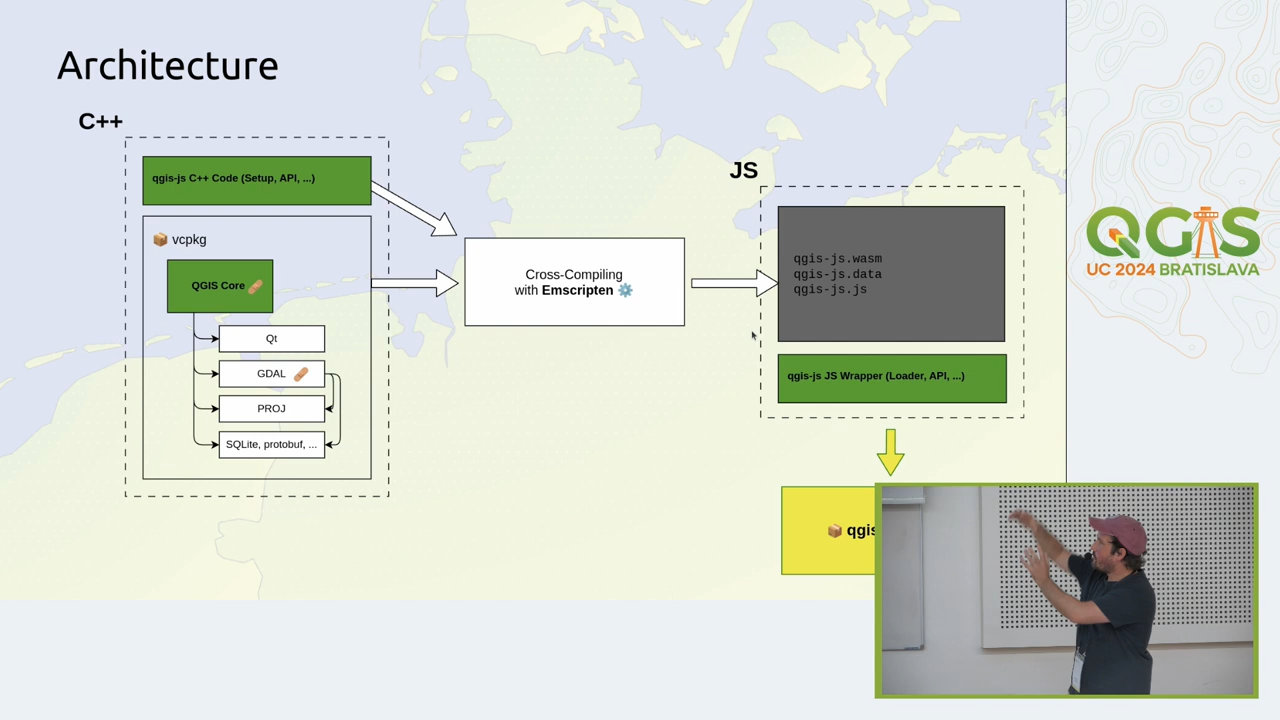 Architecture
C++
qgis-js C++ Code (Setup, API, ...)
vcpkg
QGIS Core
Qt
GDAL
PROJ
SQLite, protobuf, ...
Cross-Compiling
with Emscripten
JS
qgis-js.wasm
qgis-js.data
qgis-js.js
qgis-js JS Wrapper (Loader, API, ...)
qgis
QGIS
UC 2024 BRATISLAVA